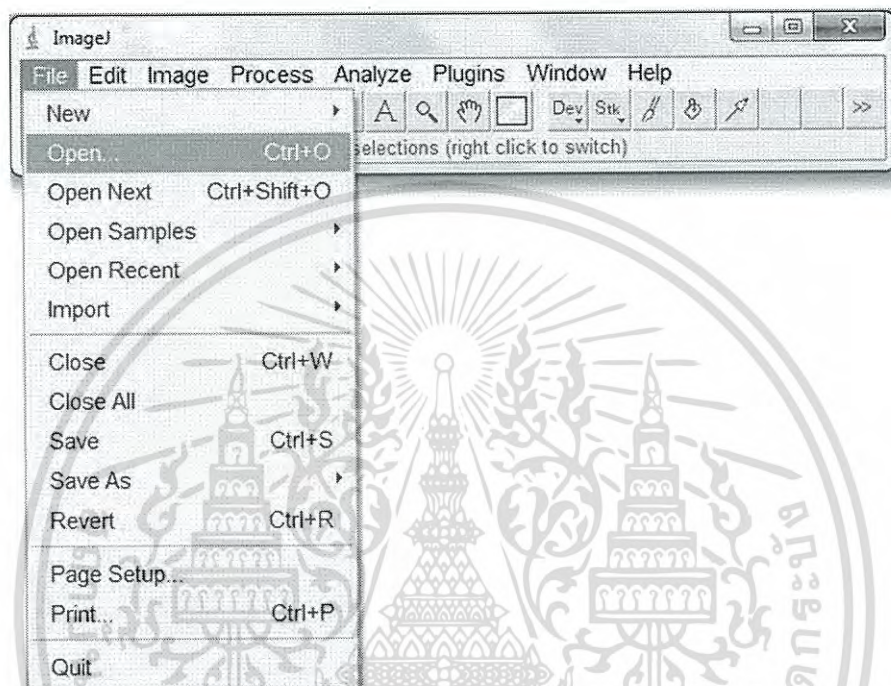 ImageJ
File Edit Image Process Analyze Plugins Window Help
New
A Dev Stk >>
Open... Ctrl+O
elections (right click to switch)
Open Next Ctrl+Shift+O
Open Samples
Open Recent
Import
Close Ctrl+W
Close All
Save Ctrl+S
Save As
Revert Ctrl+R
Page Setup...
Print... Ctrl+P
Quit